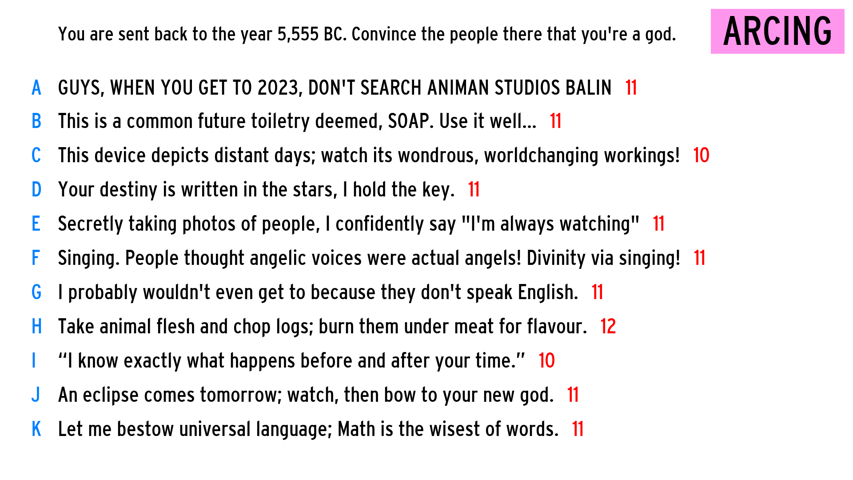 You are sent back to the year 5,555 BC. Convince the people there that you're a god.
ARCING
A GUYS, WHEN YOU GET TO 2023, DON'T SEARCH ANIMAN STUDIOS BALIN 11
B This is a common future toiletry deemed, SOAP. Use it well... 11
C This device depicts distant days; watch its wondrous, worldchanging workings! 10
D Your destiny is written in the stars, I hold the key. 11
E Secretly taking photos of people, I confidently say "I'm always watching" 11
F Singing. People thought angelic voices were actual angels! Divinity via singing! 11
G I probably wouldn't even get to because they don't speak English. 11
H Take animal flesh and chop logs; burn them under meat for flavour. 12
I “I know exactly what happens before and after your time.” 10
J An eclipse comes tomorrow; watch, then bow to your new god. 11
K Let me bestow universal language; Math is the wisest of words. 11